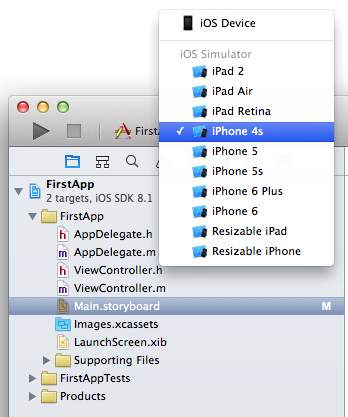 iOS Device
iOS Simulator
iPad 2
iPad Air
iPad Retina
✓ iPhone 4s
iPhone 5
iPhone 5s
iPhone 6 Plus
iPhone 6
Resizable iPad
Resizable iPhone
FirstApp
2 targets, iOS SDK 8.1
FirstApp
AppDelegate.h
AppDelegate.m
ViewController.h
ViewController.m
Main.storyboard M
Images.xcassets
LaunchScreen.xib
Supporting Files
FirstAppTests
Products